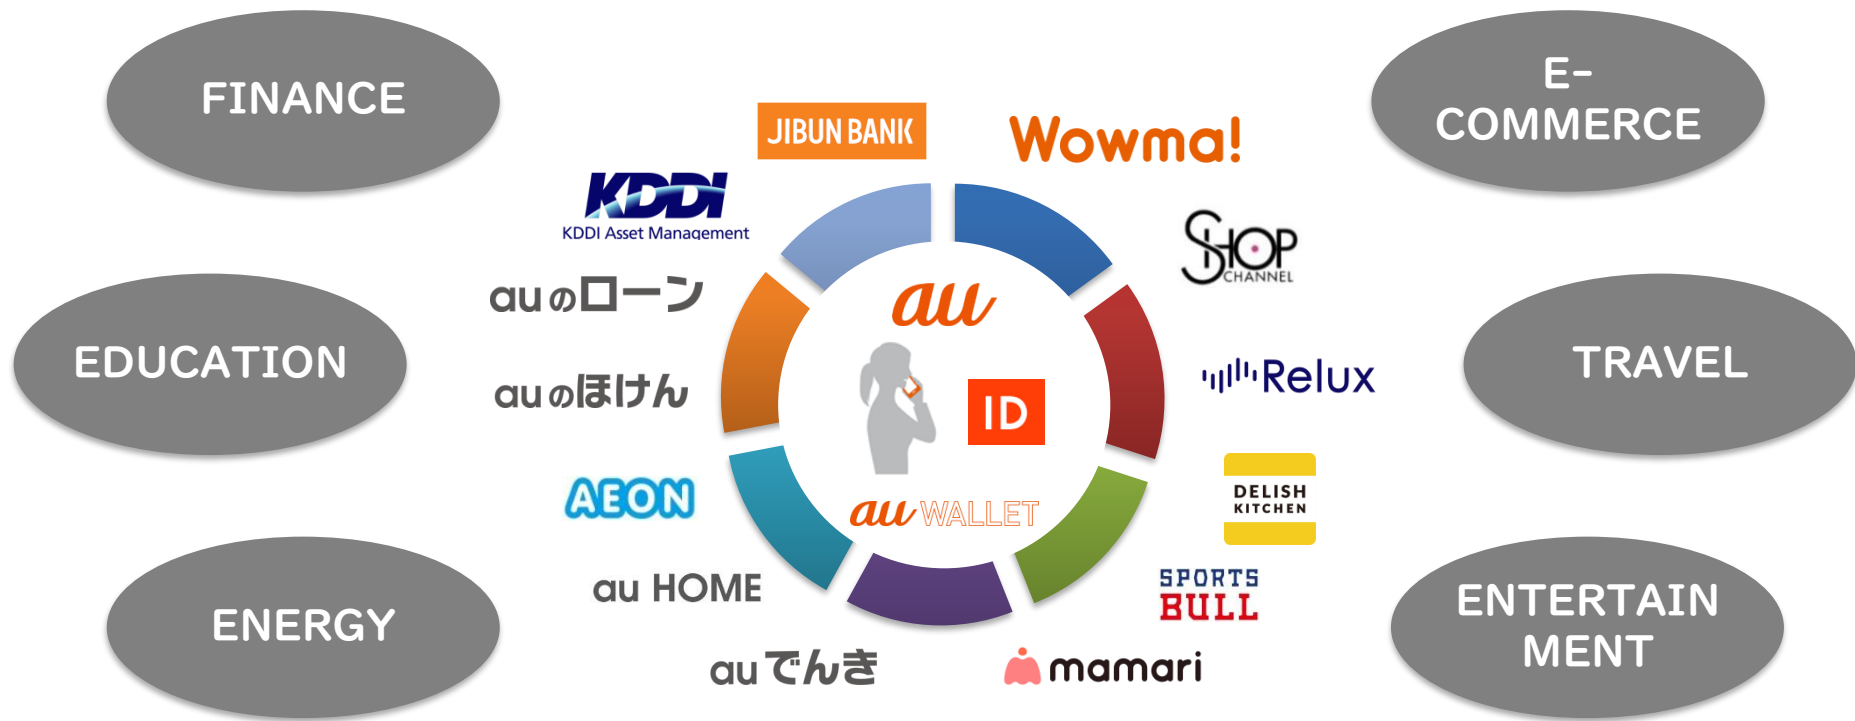 FINANCE
E-
COMMERCE
JIBUN BANK
Wowma!
KDDI
KDDI Asset Management
SHOP
CHANNEL
auのローン
au
EDUCATION
TRAVEL
auのほけん
ID
Relux
AEON
au WALLET
DELISH
KITCHEN
au HOME
SPORTS
BULL
ENERGY
ENTERTAIN
MENT
auでんき
mamari